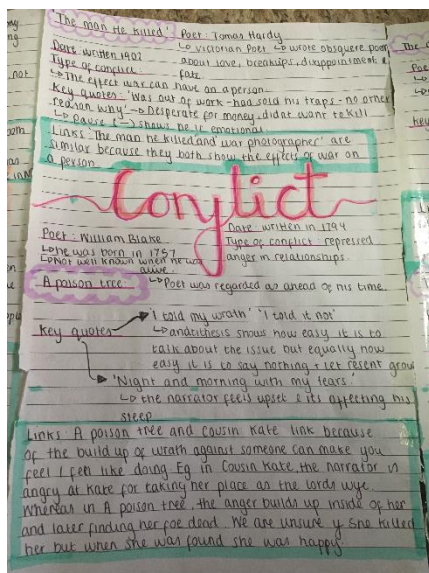 'The man He killed'
Poet: Tomas Hardy
↳ Victorian Poet ↳ wrote obsquere poem
about love, breakups, disappointment &
fate
Date: written 1902
Type of conflict:
↳ The effect war can have on a person.
Key quotes: 'Was out of work - had sold his traps - no other
reason why' → Desperate for money, didnt want to kill
↳ Pause → shows he is emotional
Links: The man he killed and 'war photographer' are
similar because they both show the effects of war on
a person
Conflict
Poet: William Blake
↳ he was born in 1757
↳ Not well known when he was
alive.
Date: written in 1794
Type of conflict repressed
anger in relationships.
A poison tree
↳ Poet was regarded as ahead of his time.
Key quotes
'I told my wrath' 'I told it not'
↳ andtithesis shows how easy it is to
talk about the issue but equally how
easy it is to say nothing + let resent grow
'Night and morning with my fears'
↳ the narrator feels upset & its affecting his
sleep
Links: A poison tree and cousin Kate link because
of the build up of wrath against someone can make you
feel I feh like doing. Eg in Cousin Kate, the narrator is
angry at Kate for taking her place as the lords wye.
Whereas in A poison tree, the anger builds up inside of her
and later finding her foe dead. We are unsure if she killed
her but when she was found she was happy